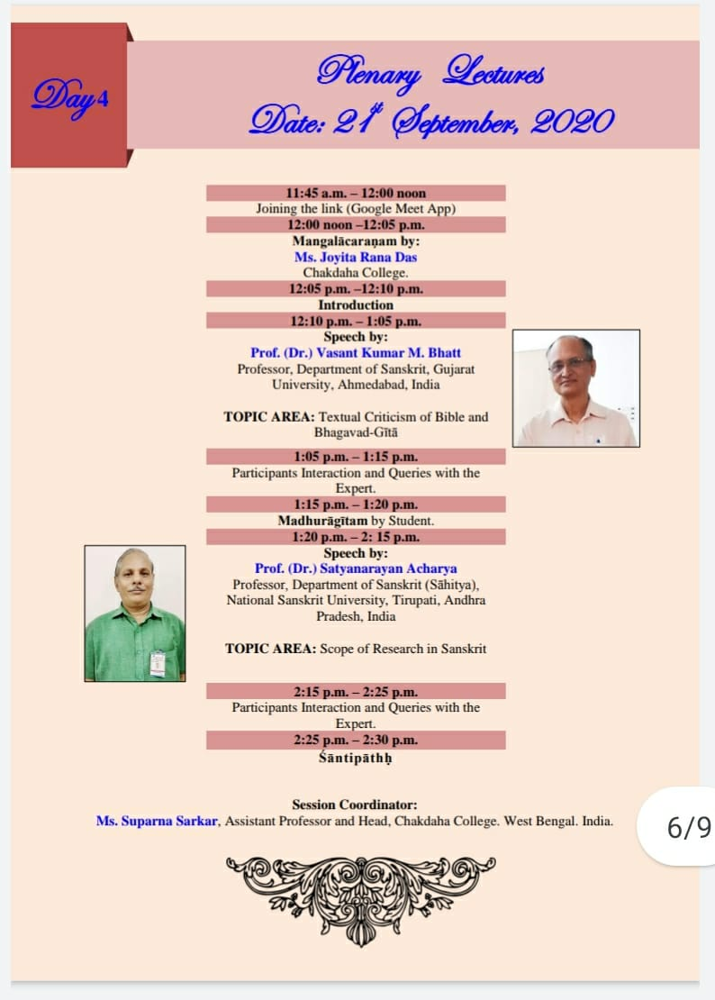 Day 4
Plenary Lectures
Date: 21st September, 2020
11:45 a.m. – 12:00 noon
Joining the link (Google Meet App)
12:00 noon –12:05 p.m.
Mangalācaraṇam by:
Ms. Joyita Rana Das
Chakdaha College.
12:05 p.m. –12:10 p.m.
Introduction
12:10 p.m. – 1:05 p.m.
Speech by:
Prof. (Dr.) Vasant Kumar M. Bhatt
Professor, Department of Sanskrit, Gujarat
University, Ahmedabad, India
TOPIC AREA: Textual Criticism of Bible and
Bhagavad-Gītā
1:05 p.m. – 1:15 p.m.
Participants Interaction and Queries with the
Expert.
1:15 p.m. – 1:20 p.m.
Madhurāgītam by Student.
1:20 p.m. – 2: 15 p.m.
Speech by:
Prof. (Dr.) Satyanarayan Acharya
Professor, Department of Sanskrit (Sāhitya),
National Sanskrit University, Tirupati, Andhra
Pradesh, India
TOPIC AREA: Scope of Research in Sanskrit
2:15 p.m. – 2:25 p.m.
Participants Interaction and Queries with the
Expert.
2:25 p.m. – 2:30 p.m.
Śāntipāthḥ
Session Coordinator:
Ms. Suparna Sarkar, Assistant Professor and Head, Chakdaha College. West Bengal. India.
6/9